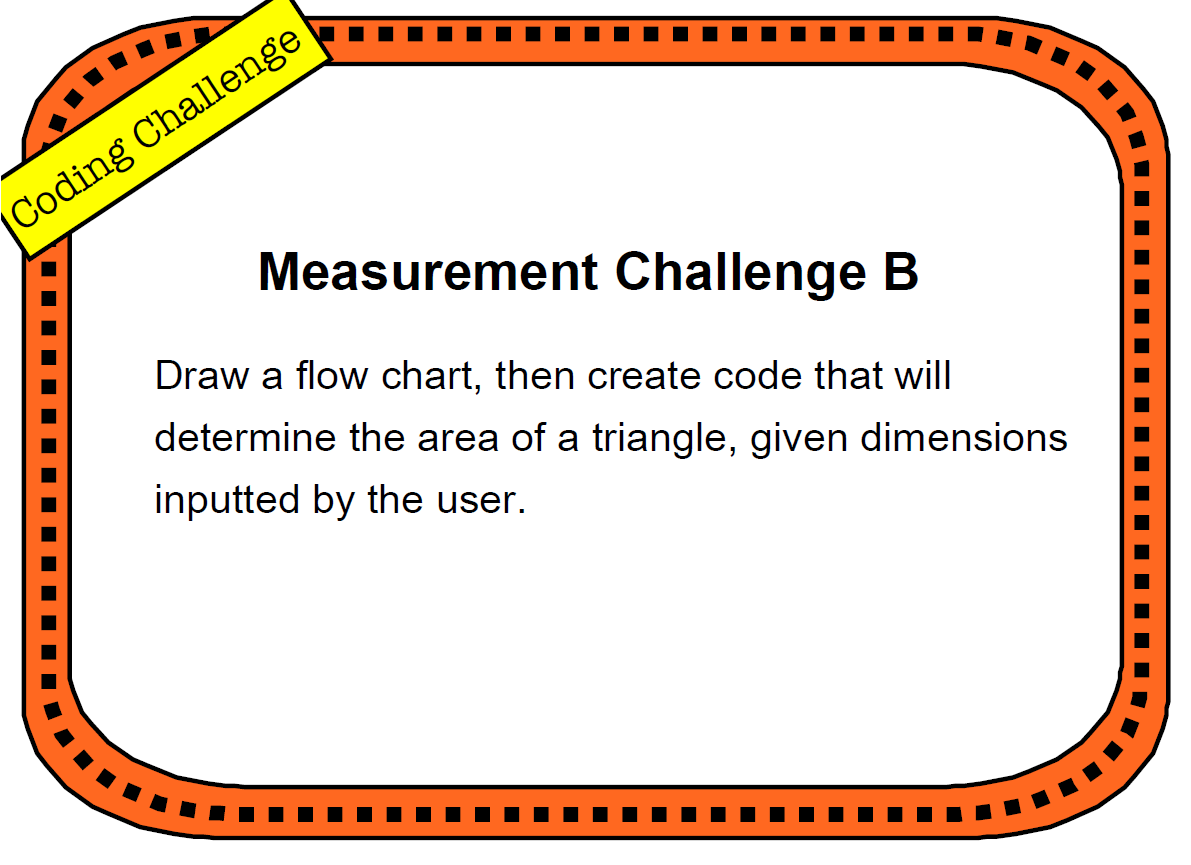 Coding Challenge
Measurement Challenge B
Draw a flow chart, then create code that will
determine the area of a triangle, given dimensions
inputted by the user.